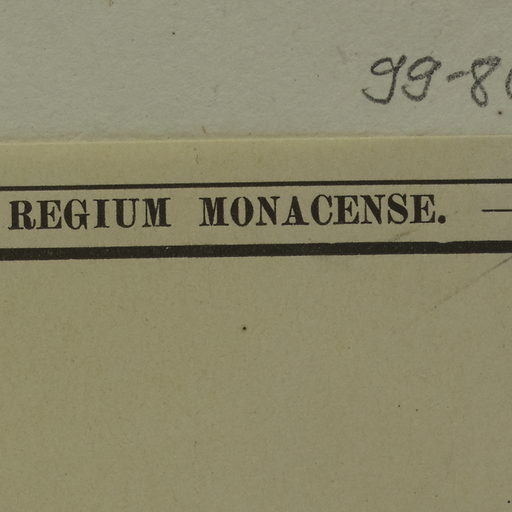 99-8
REGIUM MONACENSE. —